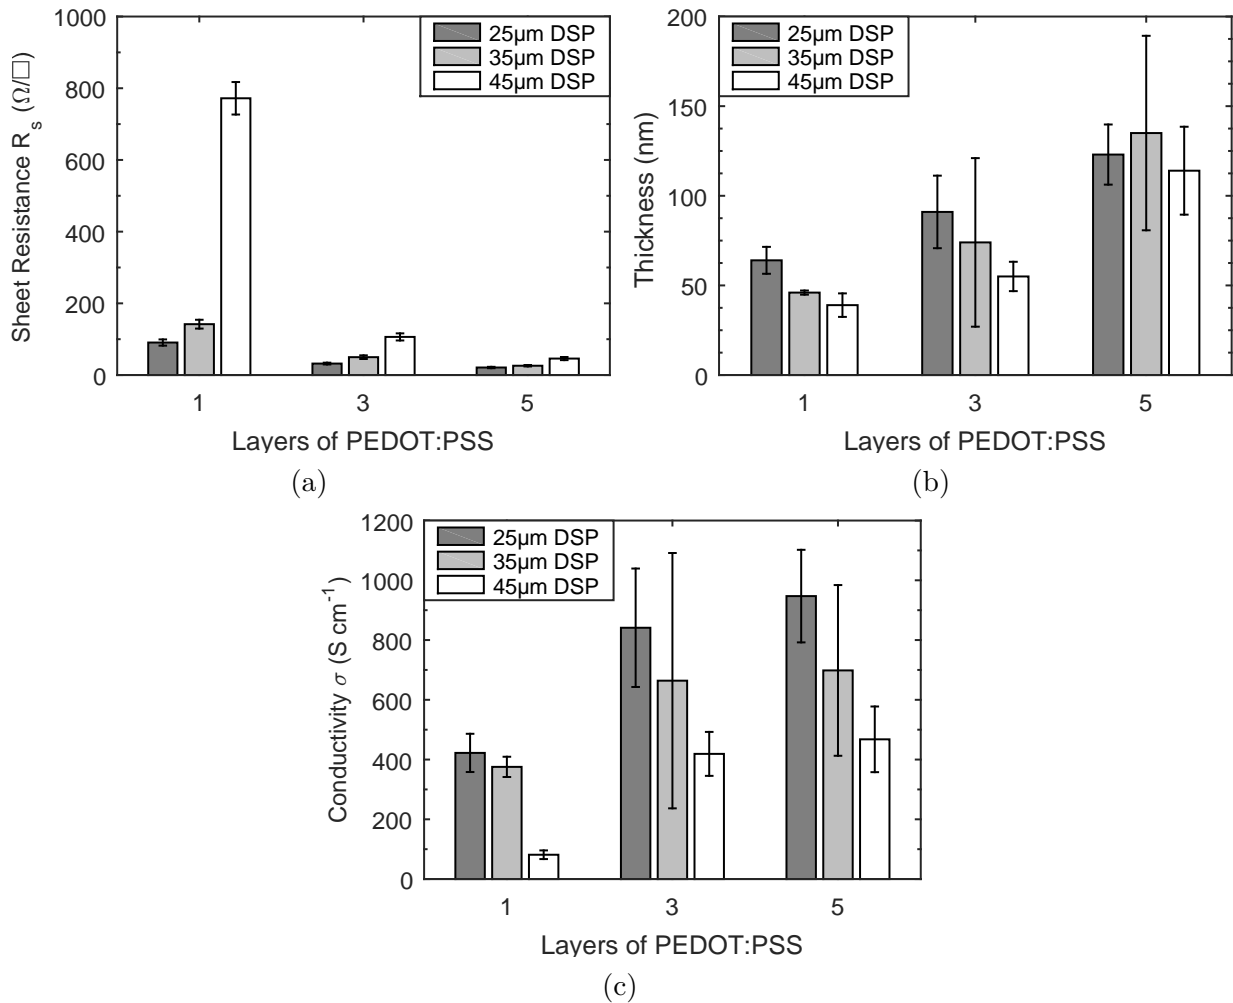 1000
800
600
400
200
0
Sheet Resistance R_s (Ω/□)
25µm DSP
35µm DSP
45µm DSP
1 3 5
Layers of PEDOT:PSS
(a)
200
150
100
50
0
Thickness (nm)
25µm DSP
35µm DSP
45µm DSP
1 3 5
Layers of PEDOT:PSS
(b)
1200
1000
800
600
400
200
0
Conductivity σ (S cm⁻¹)
25µm DSP
35µm DSP
45µm DSP
1 3 5
Layers of PEDOT:PSS
(c)